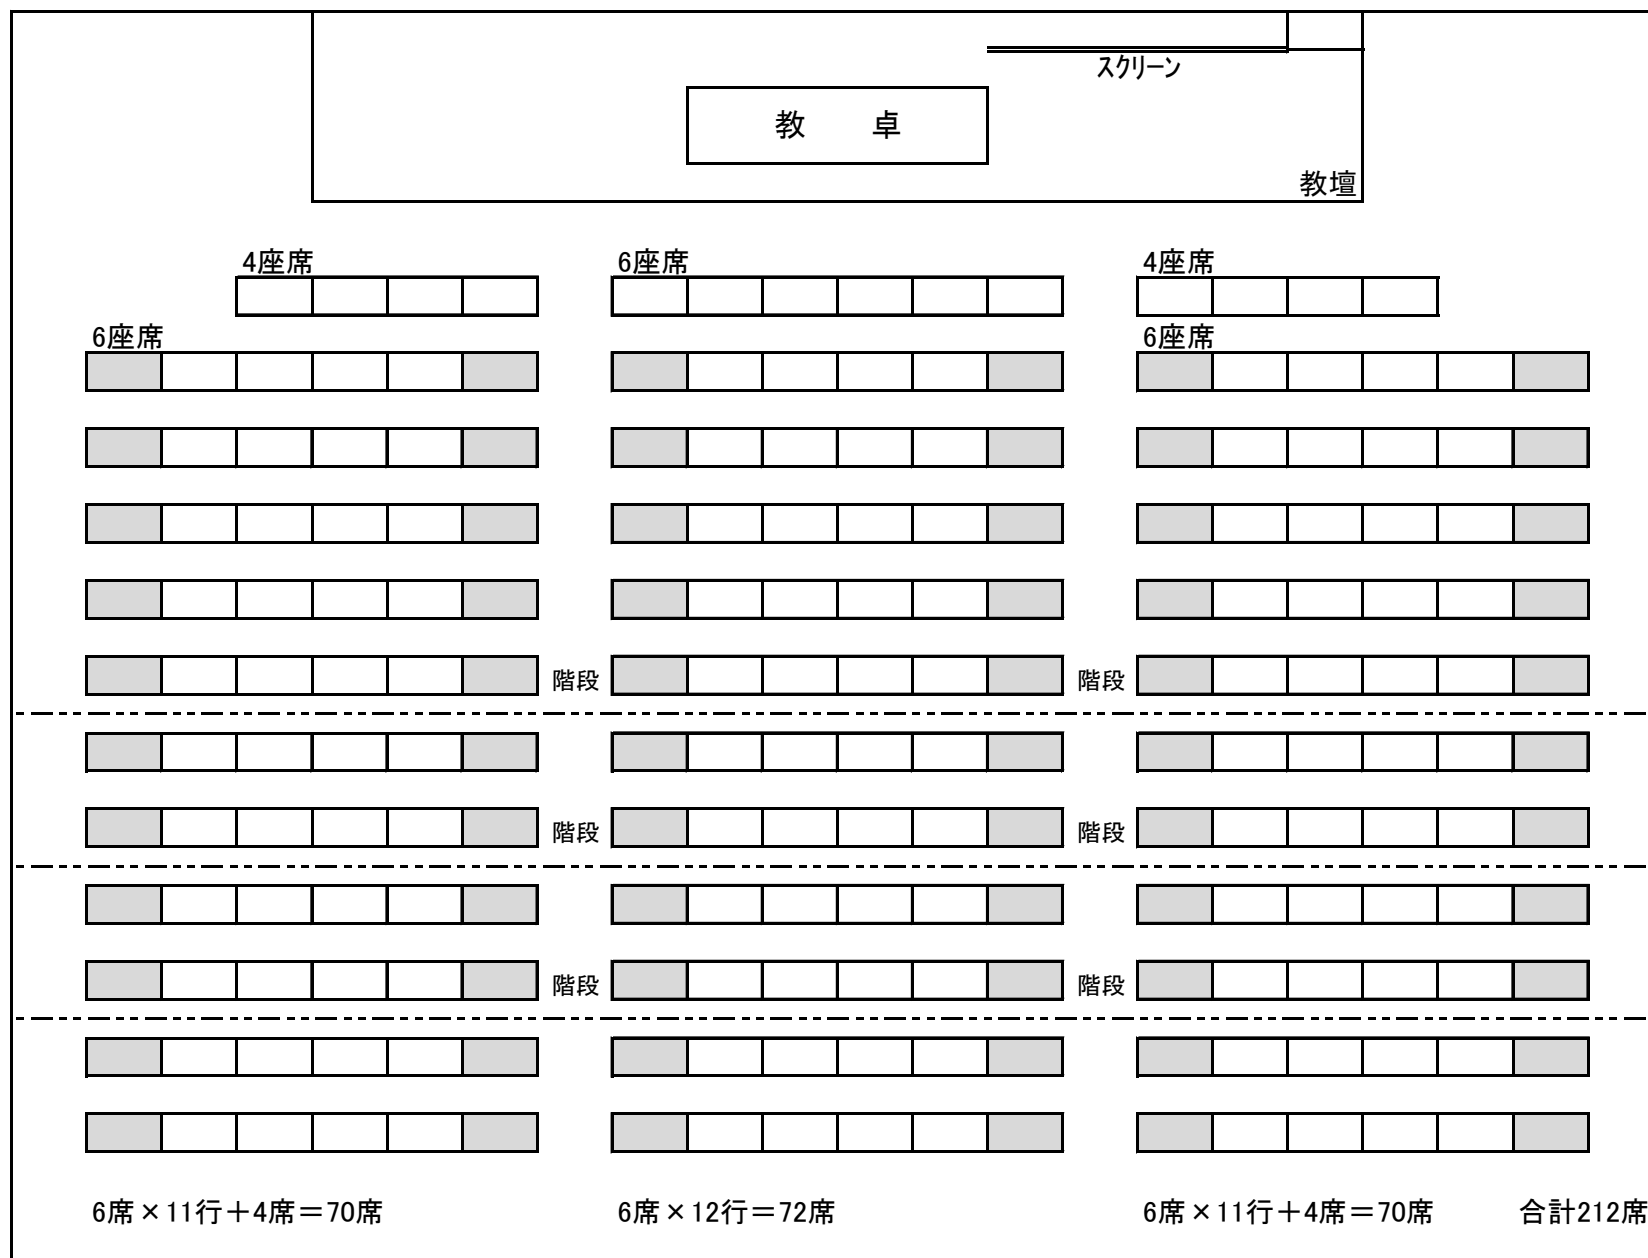 スクリーン
教　卓
教壇
4座席
6座席
4座席
6座席
6座席
階段
階段
階段
階段
階段
階段
6席×11行＋4席＝70席
6席×12行＝72席
6席×11行＋4席＝70席
合計212席